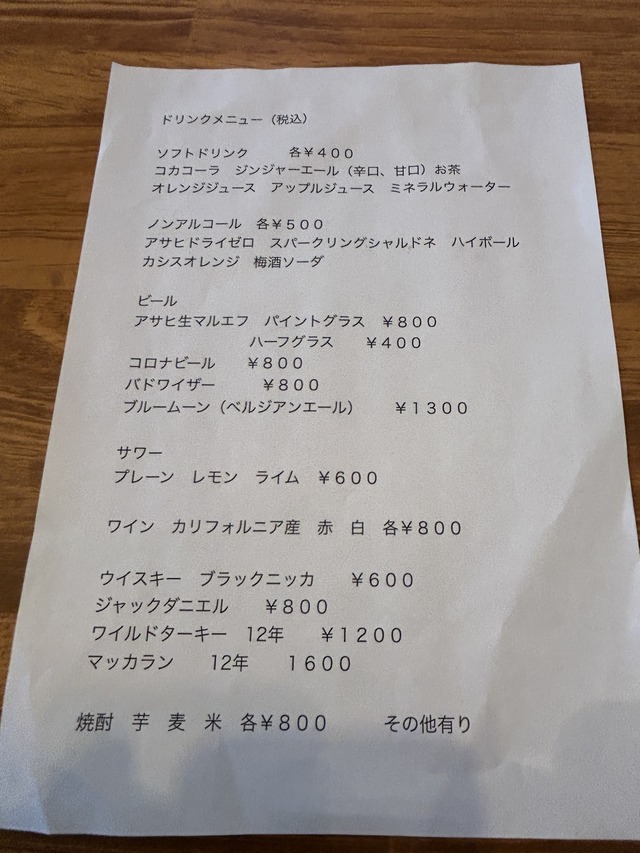 ドリンクメニュー（税込）
ソフトドリンク　　各￥４００
コカコーラ　ジンジャーエール（辛口、甘口）お茶
オレンジジュース　アップルジュース　ミネラルウォーター
ノンアルコール　各￥５００
アサヒドライゼロ　スパークリングシャルドネ　ハイボール
カシスオレンジ　梅酒ソーダ
ビール
アサヒ生マルエフ　パイントグラス　￥８００
ハーフグラス　　￥４００
コロナビール　　￥８００
バドワイザー　　　￥８００
ブルームーン（ベルジアンエール）　　￥１３００
サワー
プレーン　レモン　ライム　￥６００
ワイン　カリフォルニア産　赤　白　各￥８００
ウイスキー　ブラックニッカ　　￥６００
ジャックダニエル　　￥８００
ワイルドターキー　12年　　￥１２００
マッカラン　　12年　　１６００
焼酎　芋　麦　米　各￥８００　　　その他有り